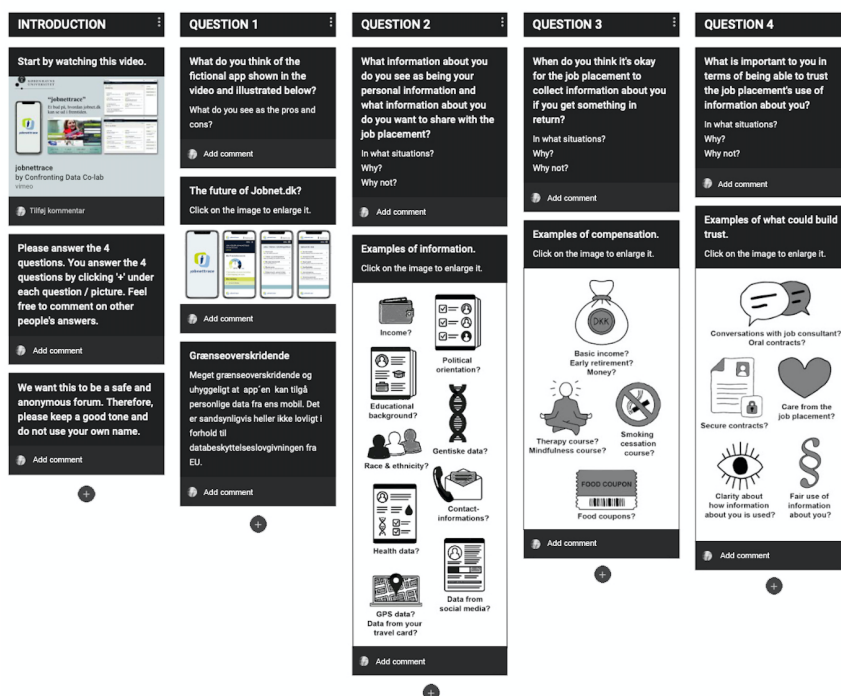 INTRODUCTION
Start by watching this video.
"jobnettrace"
jobnettrace
by Confronting Data Co-lab
vimeo
Tilføj kommentar
Please answer the 4
questions. You answer the 4
questions by clicking '+' under
each question / picture. Feel
free to comment on other
people's answers.
Add comment
We want this to be a safe and
anonymous forum. Therefore,
please keep a good tone and
do not use your own name.
Add comment
QUESTION 1
What do you think of the
fictional app shown in the
video and illustrated below?
What do you see as the pros and
cons?
Add comment
The future of Jobnet.dk?
Click on the image to enlarge it.
jobnettrace
Add comment
Grænseoverskridende
Meget grænseoverskridende og
uhyggeligt at app´en kan tilgå
personlige data fra ens mobil. Det
er sandsynligvis heller ikke lovligt i
forhold til
databeskyttelseslovgivningen fra
EU.
Add comment
QUESTION 2
What information about you
do you see as being your
personal information and
what information about you
do you want to share with the
job placement?
In what situations?
Why?
Why not?
Add comment
Examples of information.
Click on the image to enlarge it.
Income?
Political
orientation?
Educational
background?
Gentiske data?
Race & ethnicity?
Contact-
informations?
Health data?
Data from
social media?
GPS data?
Data from your
travel card?
Add comment
QUESTION 3
When do you think it's okay
for the job placement to
collect information about you
if you get something in
return?
In what situations?
Why?
Why not?
Add comment
Examples of compensation.
Click on the image to enlarge it.
DKK
Basic income?
Early retirement?
Money?
Therapy course?
Mindfulness course?
Smoking
cessation
course?
FOOD COUPON
Food coupons?
Add comment
QUESTION 4
What is important to you in
terms of being able to trust
the job placement's use of
information about you?
In what situations?
Why?
Why not?
Add comment
Examples of what could build
trust.
Click on the image to enlarge it.
Conversations with job consultant?
Oral contracts?
Secure contracts?
Care from the
job placement?
Clarity about
how information
about you is used?
Fair use of
information
about you?
Add comment